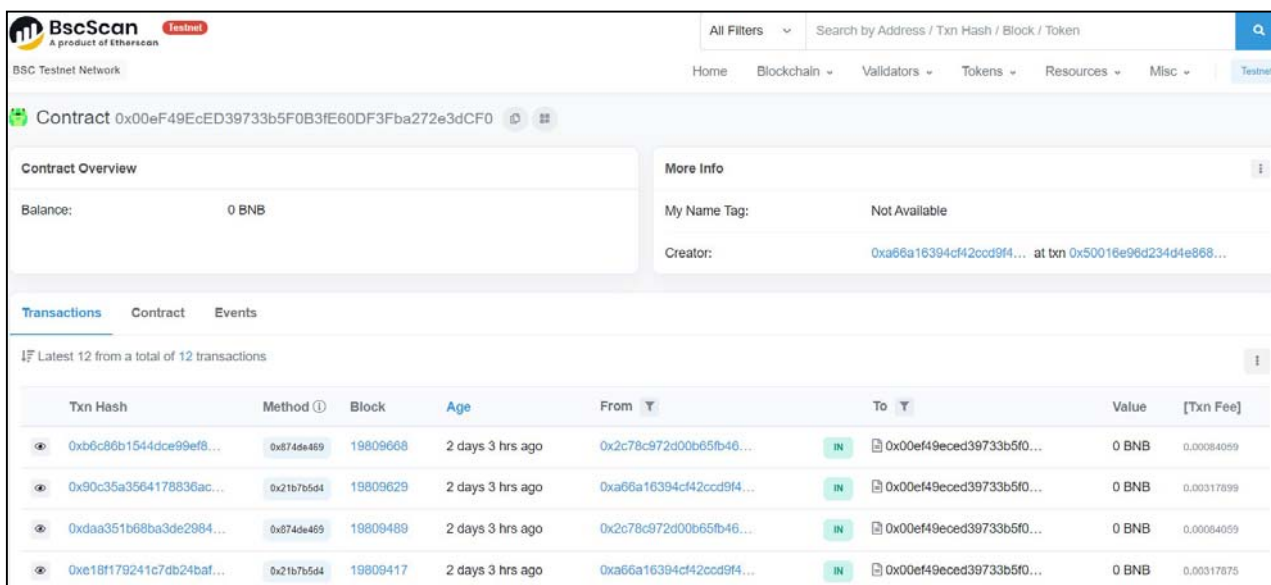 BscScan Testnet
A product of Etherscan
All Filters Search by Address / Txn Hash / Block / Token
BSC Testnet Network
Home Blockchain Validators Tokens Resources Misc Testnet
Contract 0x00eF49EcED39733b5F0B3fE60DF3Fba272e3dCF0
Contract Overview
More Info
Balance: 0 BNB
My Name Tag: Not Available
Creator: 0xa66a16394cf42ccd9f4... at txn 0x50016e96d234d4e868...
Transactions Contract Events
Latest 12 from a total of 12 transactions
Txn Hash Method Block Age From To Value [Txn Fee]
0xb6c86b1544dce99ef8... 0x874de469 19809668 2 days 3 hrs ago 0x2c78c972d00b65fb46... IN 0x00ef49eced39733b5f0... 0 BNB 0.00084059
0x90c35a3564178836ac... 0x21b7b5d4 19809629 2 days 3 hrs ago 0xa66a16394cf42ccd9f4... IN 0x00ef49eced39733b5f0... 0 BNB 0.00317899
0xdaa351b68ba3de2984... 0x874de469 19809489 2 days 3 hrs ago 0x2c78c972d00b65fb46... IN 0x00ef49eced39733b5f0... 0 BNB 0.00084059
0xe18f179241c7db24baf... 0x21b7b5d4 19809417 2 days 3 hrs ago 0xa66a16394cf42ccd9f4... IN 0x00ef49eced39733b5f0... 0 BNB 0.00317875